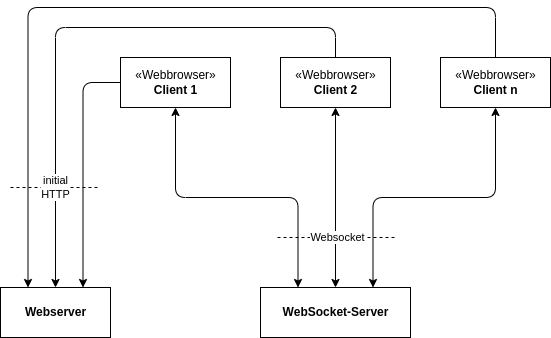 «Webbrowser»
Client 1
«Webbrowser»
Client 2
«Webbrowser»
Client n
initial
HTTP
Websocket
Webserver
WebSocket-Server